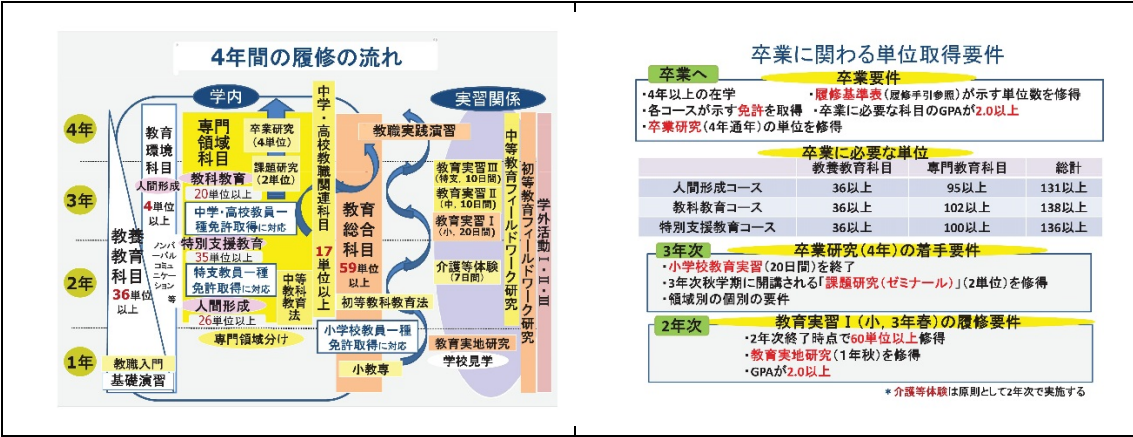 4年間の履修の流れ
学内
実習関係
4年
3年
2年
1年
教養
教育
科目
36単位
以上
教育
環境
科目
人間形成
4単位
以上
ノンバ
ーバル
コミュ
ニケー
ション
等
教職入門
基礎演習
専門
領域
科目
卒業研究
(4単位)
課題研究
(2単位)
教科教育
20単位以上
中学・高校教員一
種免許取得に対応
特別支援教育
35単位以上
特支教員一種
免許取得に対応
人間形成
26単位以上
専門領域分け
中等教科教育法
中学・高校教職関連科目
17単位以上
教職実践演習
教育
総合
科目
59単位
以上
初等教科教育法
小学校教員一種
免許取得に対応
小教専
教育実習Ⅲ
(特支，10日間)
教育実習Ⅱ
(中，10日間)
教育実習Ⅰ
(小，20日間)
介護等体験
(7日間)
教育実地研究
学校見学
中等教育フィールドワーク研究
初等教育フィールドワーク研究
学外活動Ⅰ・Ⅱ・Ⅲ
卒業に関わる単位取得要件
卒業へ
卒業要件
・4年以上の在学 ・履修基準表(履修手引参照)が示す単位数を修得
・各コースが示す免許を取得 ・卒業に必要な科目のGPAが2.0以上
・卒業研究(4年通年)の単位を修得
卒業に必要な単位
教養教育科目 専門教育科目 総計
人間形成コース 36以上 95以上 131以上
教科教育コース 36以上 102以上 138以上
特別支援教育コース 36以上 100以上 136以上
3年次
卒業研究(4年)の着手要件
・小学校教育実習(20日間)を終了
・3年次秋学期に開講される「課題研究(ゼミナール)」(2単位)を修得
・領域別の個別の要件
2年次
教育実習Ⅰ(小，3年春)の履修要件
・2年次終了時点で60単位以上修得
・教育実地研究(1年秋)を修得
・GPAが2.0以上
＊介護等体験は原則として2年次で実施する